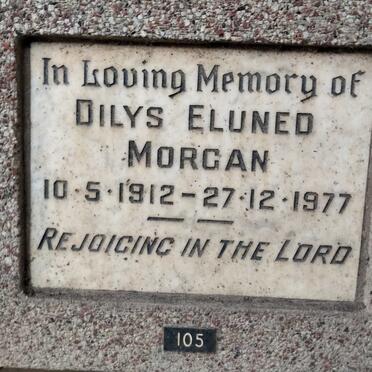 In Loving Memory of
DILYS ELUNED
MORGAN
10·5·1912–27·12·1977
REJOICING IN THE LORD
105